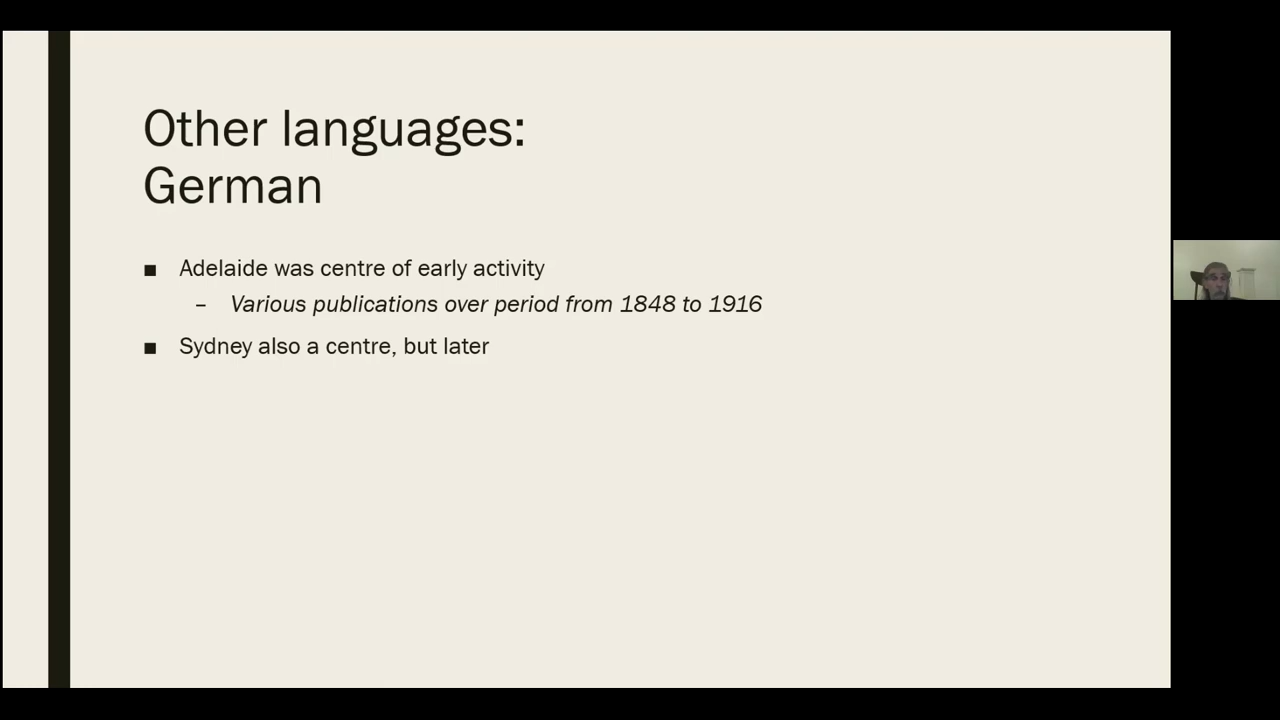 Other languages:
German
▪ Adelaide was centre of early activity
– Various publications over period from 1848 to 1916
▪ Sydney also a centre, but later